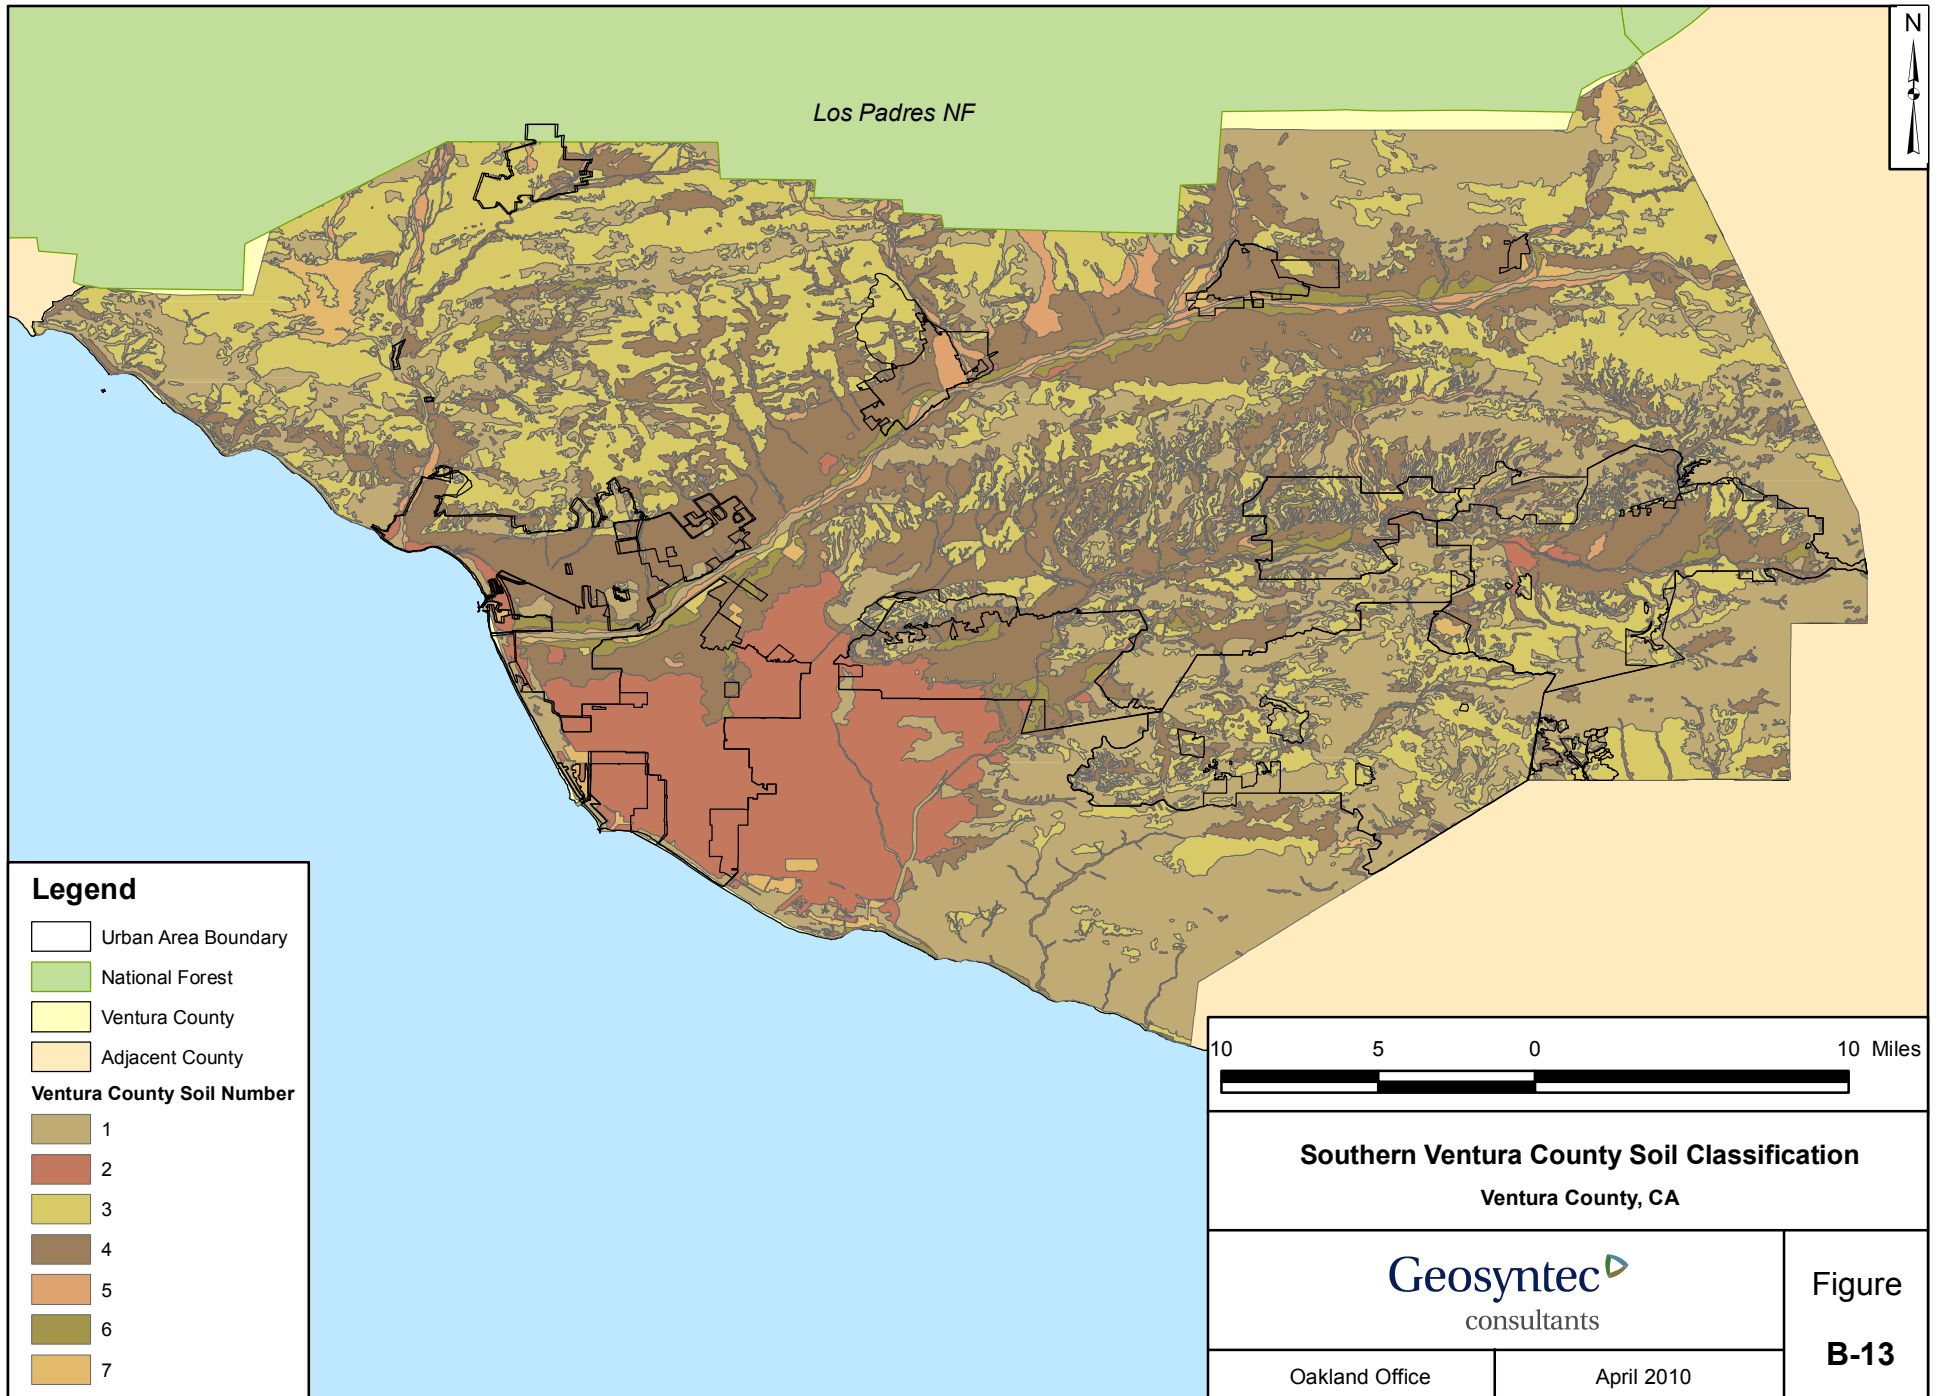 N
Los Padres NF
Legend
Urban Area Boundary
National Forest
Ventura County
Adjacent County
Ventura County Soil Number
1
2
3
4
5
6
7
10 5 0 10 Miles
Southern Ventura County Soil Classification
Ventura County, CA
Geosyntec
consultants
Figure
B-13
Oakland Office
April 2010